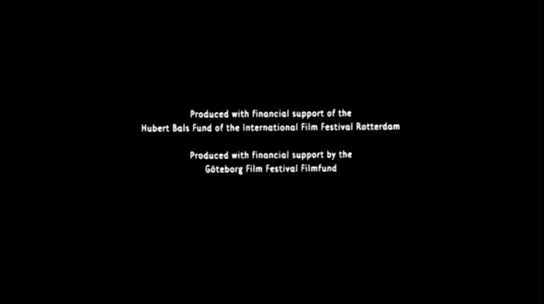 Produced with financial support of the
Hubert Bals Fund of the International Film Festival Rotterdam
Produced with financial support by the
Göteborg Film Festival Filmfund